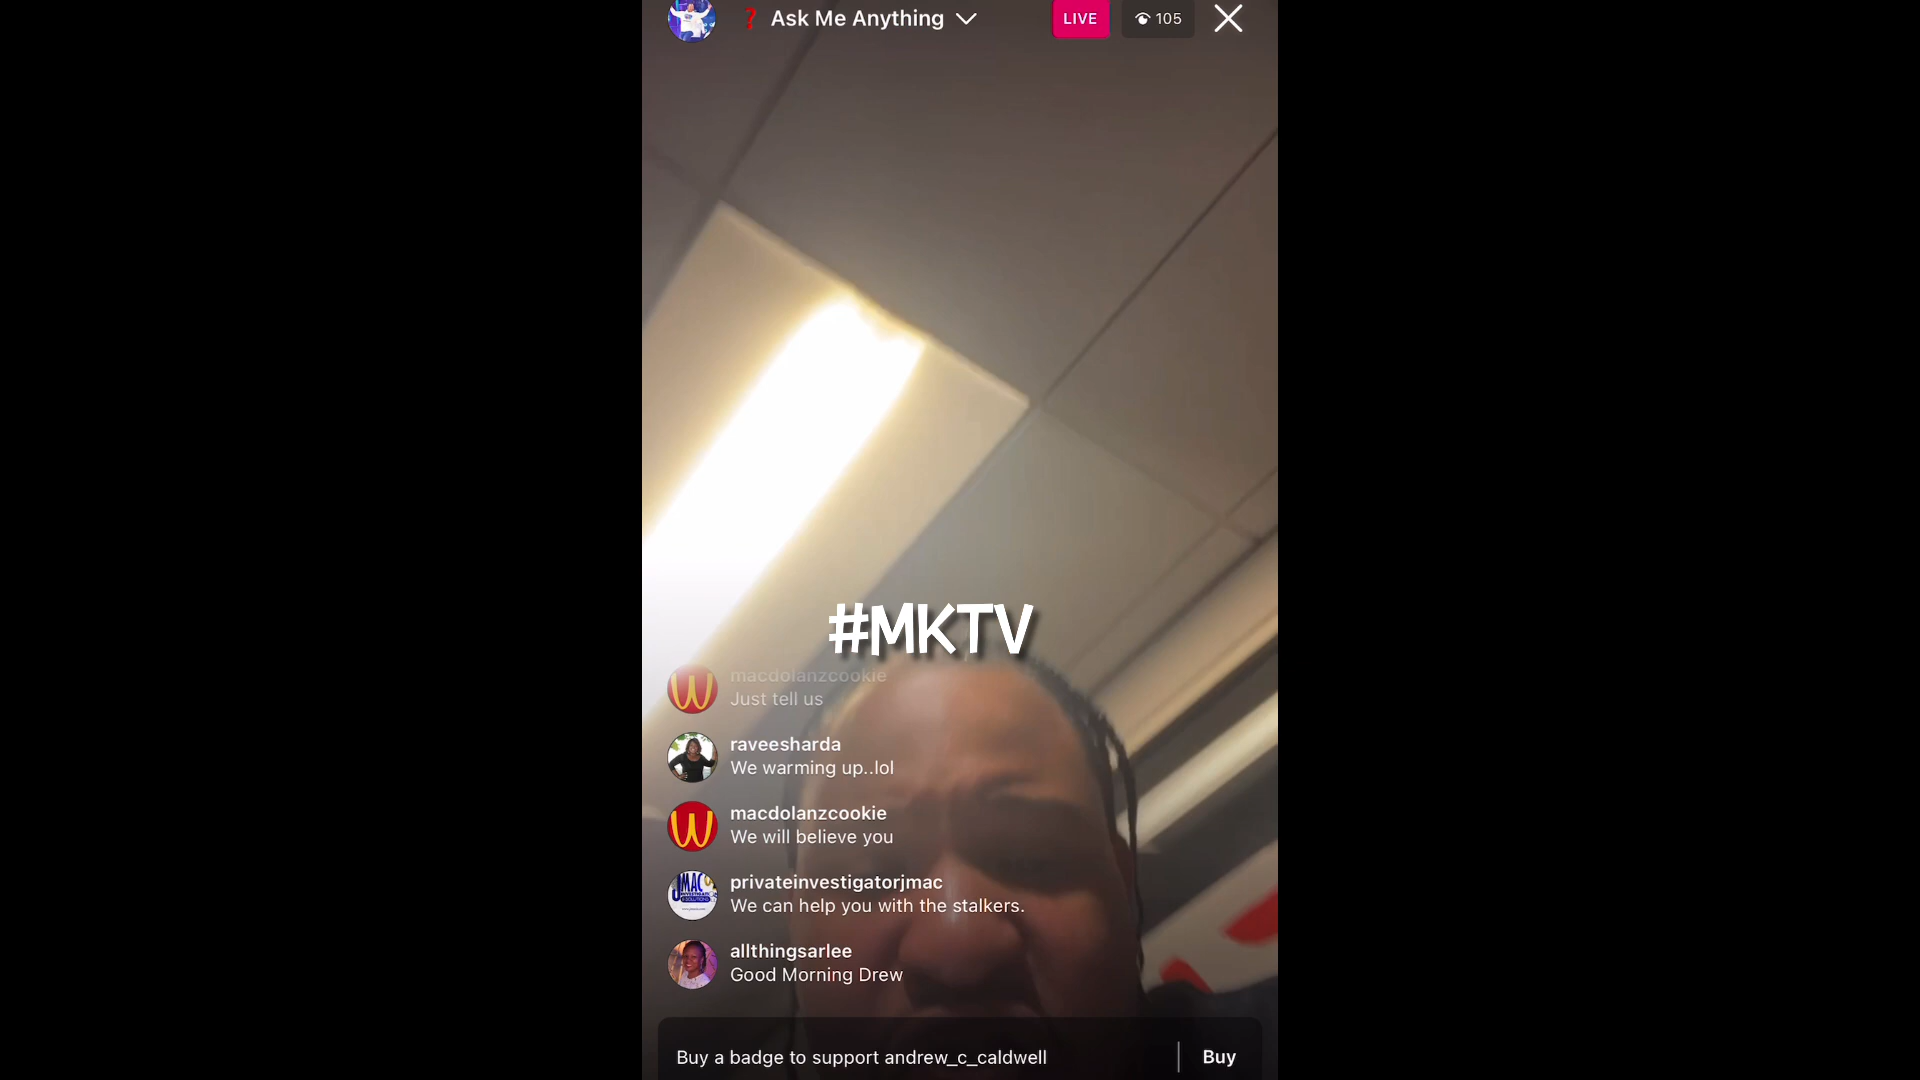 ❓ Ask Me Anything
LIVE
105
#MKTV
macdolanzcookie
Just tell us
raveesharda
We warming up..lol
macdolanzcookie
We will believe you
privateinvestigatorjmac
We can help you with the stalkers.
allthingsarlee
Good Morning Drew
Buy a badge to support andrew_c_caldwell
Buy